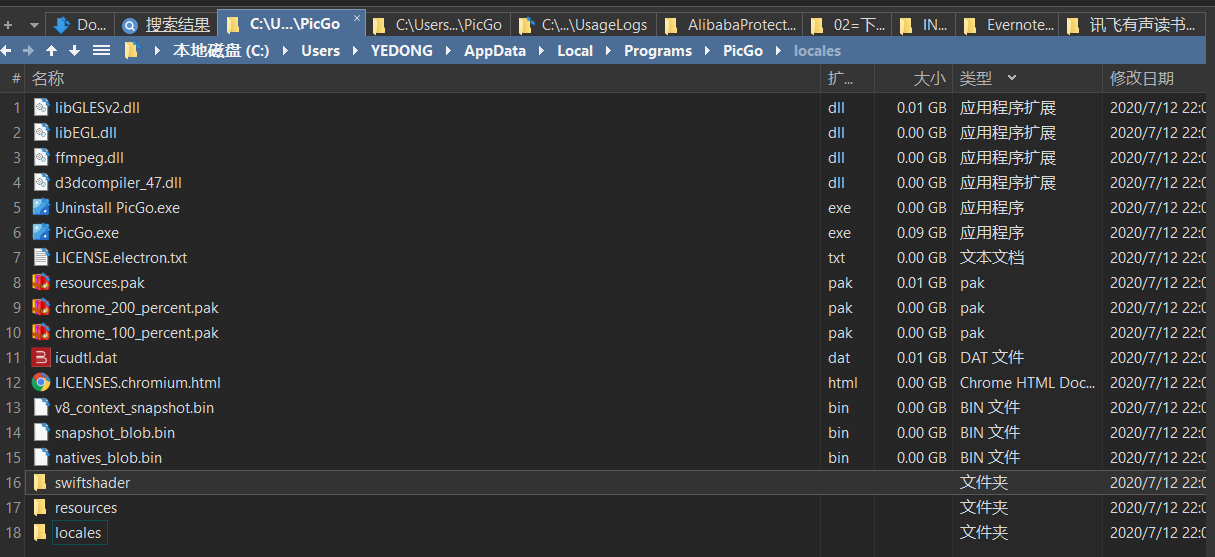 Do... 搜索结果 C:\U...\PicGo × C:\Users...\PicGo C:\...\UsageLogs AlibabaProtect... 02=下... IN... Evernote... 讯飞有声读书...
本地磁盘 (C:) Users YEDONG AppData Local Programs PicGo locales
# 名称 扩... 大小 类型 修改日期
1 libGLESv2.dll dll 0.01 GB 应用程序扩展 2020/7/12 22:0
2 libEGL.dll dll 0.00 GB 应用程序扩展 2020/7/12 22:0
3 ffmpeg.dll dll 0.00 GB 应用程序扩展 2020/7/12 22:0
4 d3dcompiler_47.dll dll 0.00 GB 应用程序扩展 2020/7/12 22:0
5 Uninstall PicGo.exe exe 0.00 GB 应用程序 2020/7/12 22:0
6 PicGo.exe exe 0.09 GB 应用程序 2020/7/12 22:0
7 LICENSE.electron.txt txt 0.00 GB 文本文档 2020/7/12 22:0
8 resources.pak pak 0.01 GB pak 2020/7/12 22:0
9 chrome_200_percent.pak pak 0.00 GB pak 2020/7/12 22:0
10 chrome_100_percent.pak pak 0.00 GB pak 2020/7/12 22:0
11 icudtl.dat dat 0.01 GB DAT 文件 2020/7/12 22:0
12 LICENSES.chromium.html html 0.00 GB Chrome HTML Doc... 2020/7/12 22:0
13 v8_context_snapshot.bin bin 0.00 GB BIN 文件 2020/7/12 22:0
14 snapshot_blob.bin bin 0.00 GB BIN 文件 2020/7/12 22:0
15 natives_blob.bin bin 0.00 GB BIN 文件 2020/7/12 22:0
16 swiftshader 文件夹 2020/7/12 22:0
17 resources 文件夹 2020/7/12 22:0
18 locales 文件夹 2020/7/12 22:0